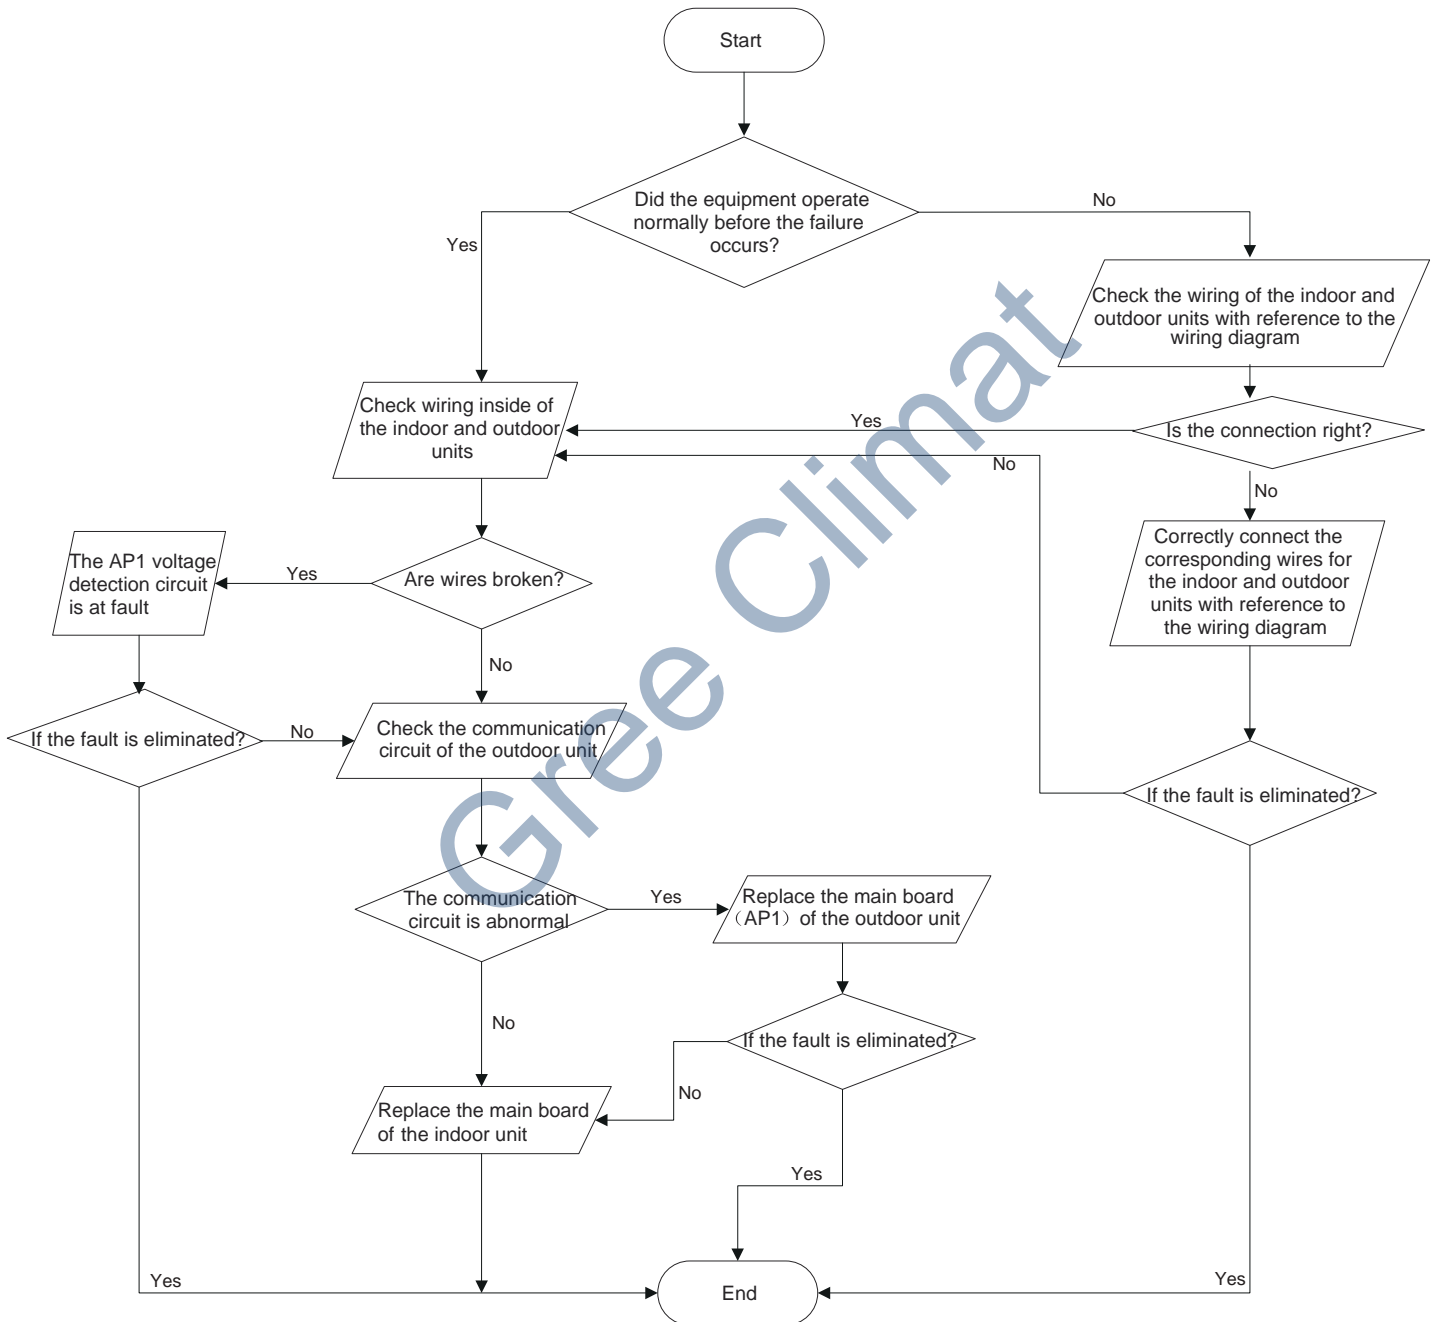 Start
Did the equipment operate
normally before the failure
occurs?
Yes
No
Check the wiring of the indoor and
outdoor units with reference to the
wiring diagram
Check wiring inside of
the indoor and outdoor
units
Yes
Is the connection right?
No
No
The AP1 voltage
detection circuit
is at fault
Yes
Are wires broken?
Correctly connect the
corresponding wires for
the indoor and outdoor
units with reference to
the wiring diagram
No
If the fault is eliminated?
No
Check the communication
circuit of the outdoor unit
If the fault is eliminated?
The communication
circuit is abnormal
Yes
Replace the main board
（AP1）of the outdoor unit
No
If the fault is eliminated?
No
Replace the main board
of the indoor unit
Yes
Yes
End
Yes
Gree Climat